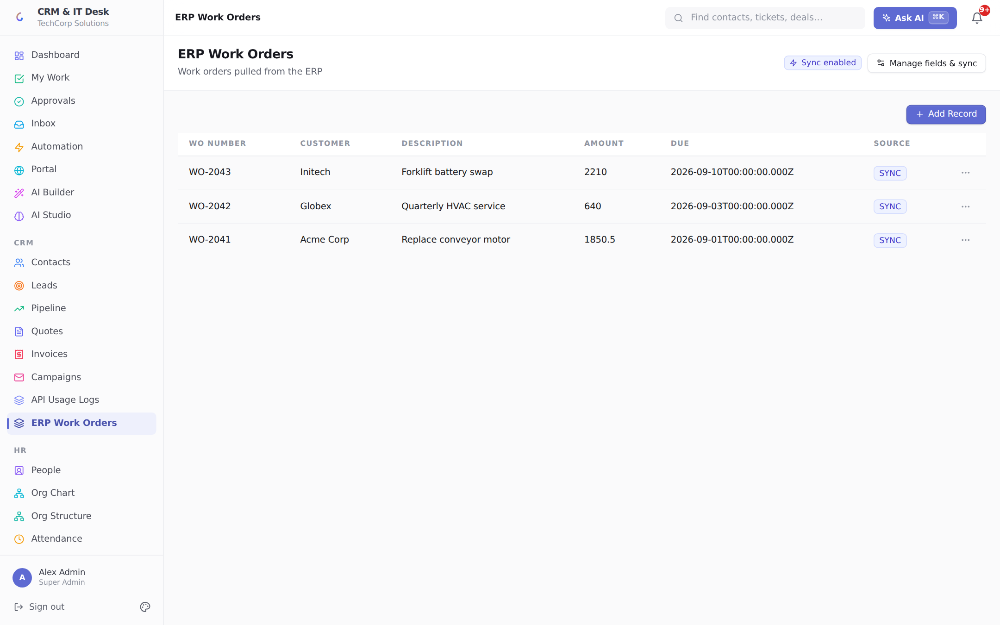 CRM & IT Desk
TechCorp Solutions
ERP Work Orders
Find contacts, tickets, deals...
Ask AI
⌘K
9+
Dashboard
My Work
Approvals
Inbox
Automation
Portal
AI Builder
AI Studio
CRM
Contacts
Leads
Pipeline
Quotes
Invoices
Campaigns
API Usage Logs
ERP Work Orders
HR
People
Org Chart
Org Structure
Attendance
A
Alex Admin
Super Admin
Sign out
ERP Work Orders
Work orders pulled from the ERP
Sync enabled
Manage fields & sync
+ Add Record
WO NUMBER CUSTOMER DESCRIPTION AMOUNT DUE SOURCE
WO-2043 Initech Forklift battery swap 2210 2026-09-10T00:00:00.000Z SYNC
WO-2042 Globex Quarterly HVAC service 640 2026-09-03T00:00:00.000Z SYNC
WO-2041 Acme Corp Replace conveyor motor 1850.5 2026-09-01T00:00:00.000Z SYNC